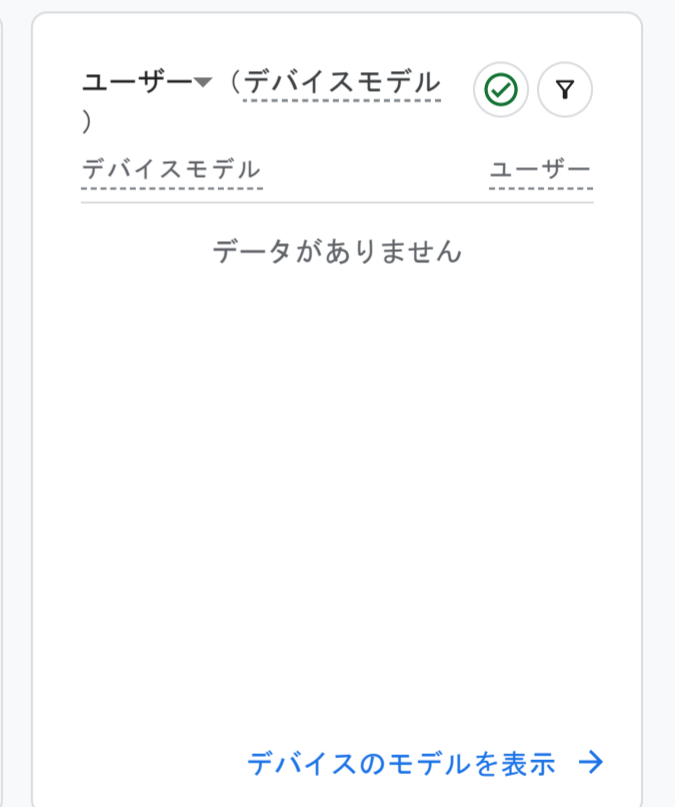 ユーザー （デバイスモデル
）
デバイスモデル ユーザー
データがありません
デバイスのモデルを表示 →